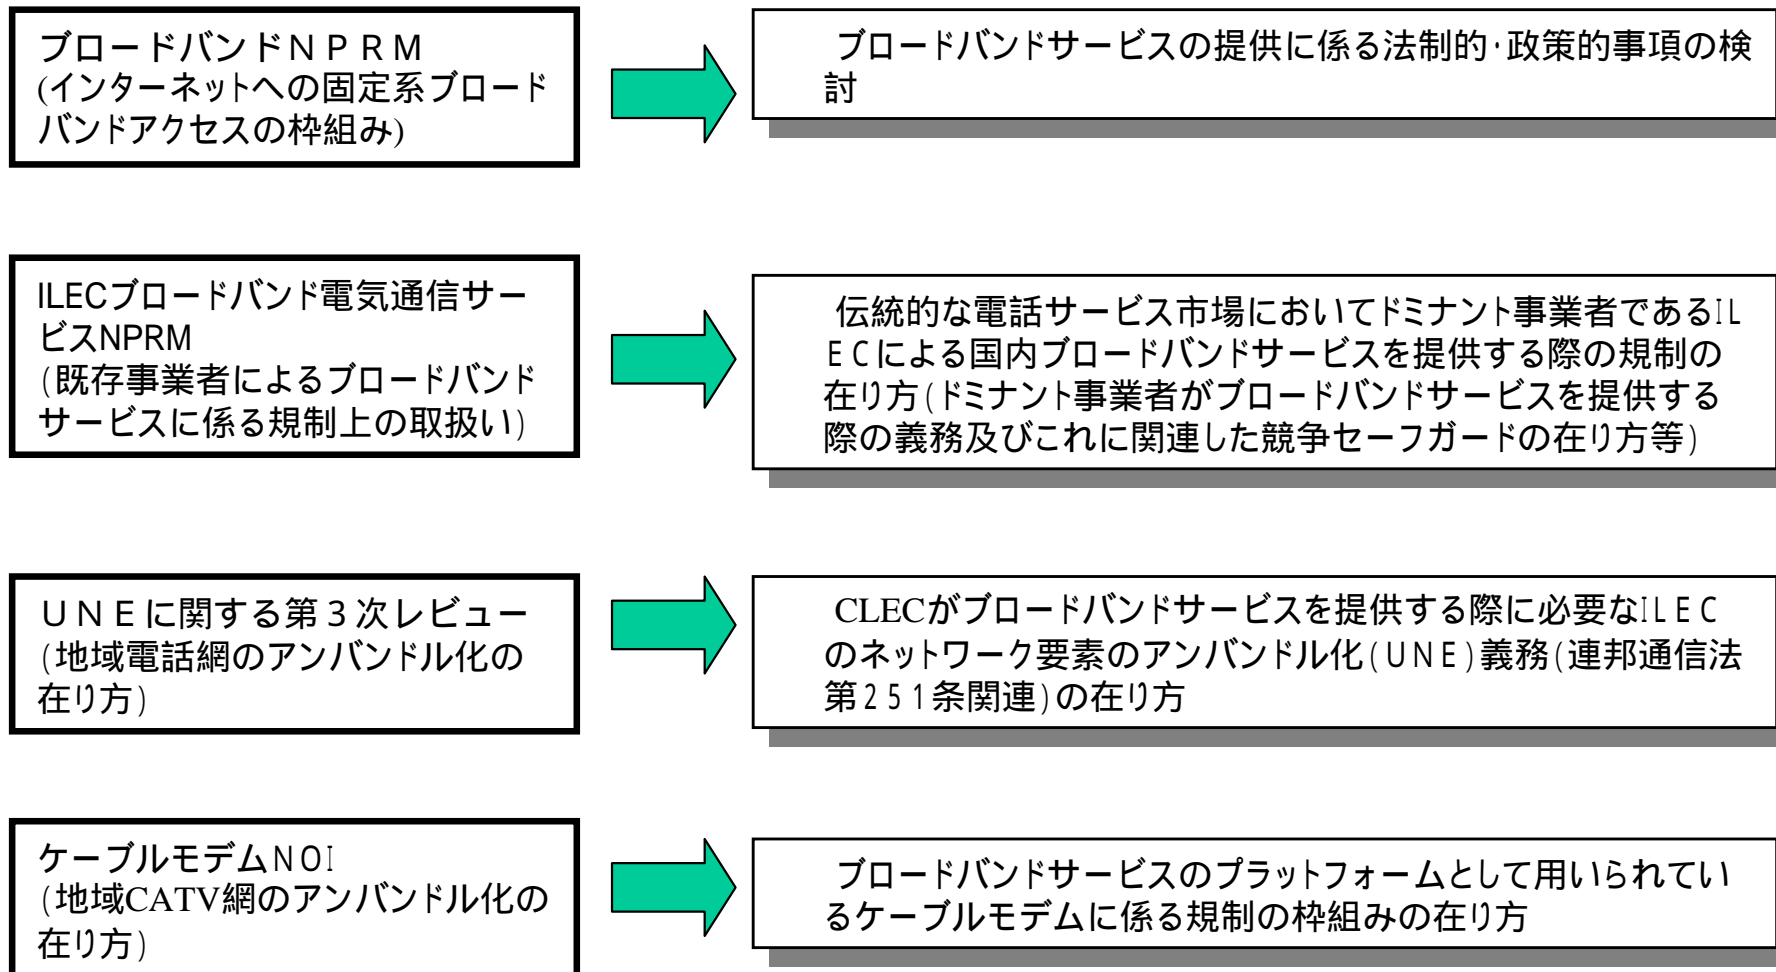 ブロードバンドＮＰＲＭ
(インターネットへの固定系ブロード
バンドアクセスの枠組み)
ブロードバンドサービスの提供に係る法制的・政策的事項の検
討
ILECブロードバンド電気通信サー
ビスNPRM
(既存事業者によるブロードバンド
サービスに係る規制上の取扱い)
伝統的な電話サービス市場においてドミナント事業者であるＩＬ
ＥＣによる国内ブロードバンドサービスを提供する際の規制の
在り方(ドミナント事業者がブロードバンドサービスを提供する
際の義務及びこれに関連した競争セーフガードの在り方等)
ＵＮＥに関する第３次レビュー
(地域電話網のアンバンドル化の
在り方)
CLECがブロードバンドサービスを提供する際に必要なＩＬＥＣ
のネットワーク要素のアンバンドル化(ＵＮＥ)義務(連邦通信法
第２５１条関連)の在り方
ケーブルモデムＮＯＩ
(地域CATV網のアンバンドル化の
在り方)
ブロードバンドサービスのプラットフォームとして用いられてい
るケーブルモデムに係る規制の枠組みの在り方